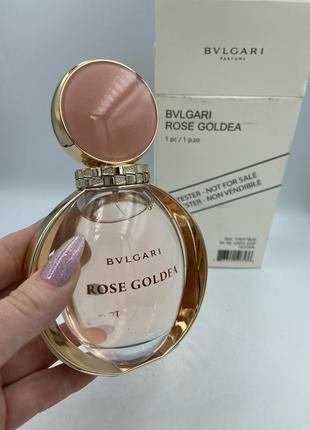 BVLGARI
PARFUMS
BVLGARI
ROSE GOLDEA
1 pc / 1 p.zo
TESTER - NOT FOR SALE
TESTER - NON VENDIBILE
TESTER
BVLGARI
ROSE GOLDEA